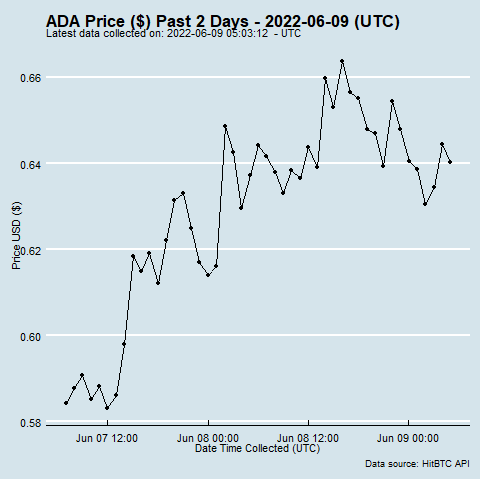 ADA Price ($) Past 2 Days - 2022-06-09 (UTC)
Latest data collected on: 2022-06-09 05:03:12 - UTC
0.66
0.64
0.62
0.60
0.58
Price USD ($)
Jun 07 12:00
Jun 08 00:00
Jun 08 12:00
Jun 09 00:00
Date Time Collected (UTC)
Data source: HitBTC API